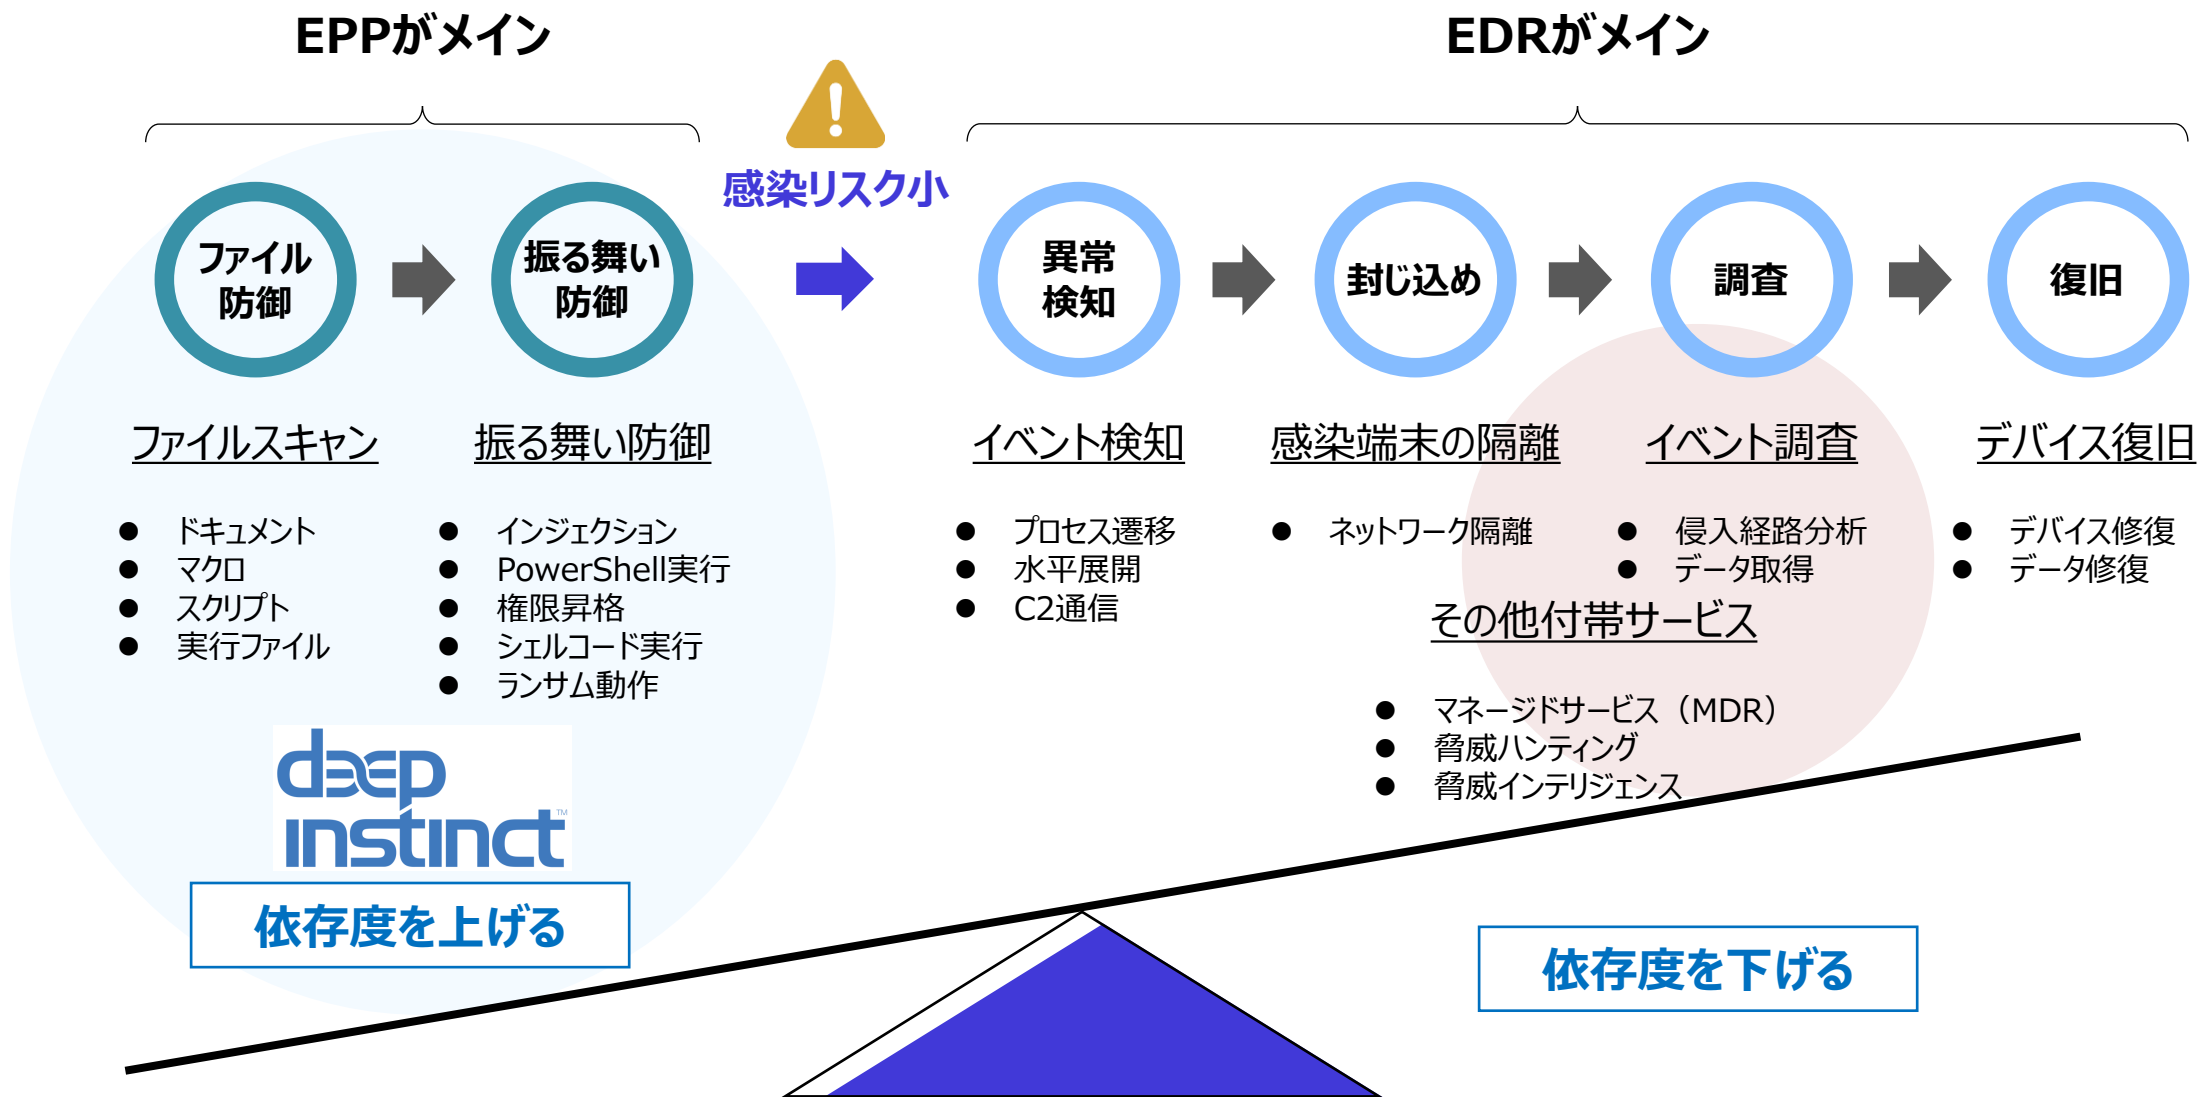 EPPがメイン
EDRがメイン
感染リスク小
ファイル
防御
振る舞い
防御
異常
検知
封じ込め
調査
復旧
ファイルスキャン
● ドキュメント
● マクロ
● スクリプト
● 実行ファイル
振る舞い防御
● インジェクション
● PowerShell実行
● 権限昇格
● シェルコード実行
● ランサム動作
イベント検知
● プロセス遷移
● 水平展開
● C2通信
感染端末の隔離
● ネットワーク隔離
イベント調査
● 侵入経路分析
● データ取得
デバイス復旧
● デバイス修復
● データ修復
その他付帯サービス
● マネージドサービス（MDR）
● 脅威ハンティング
● 脅威インテリジェンス
deep
instinct™
依存度を上げる
依存度を下げる